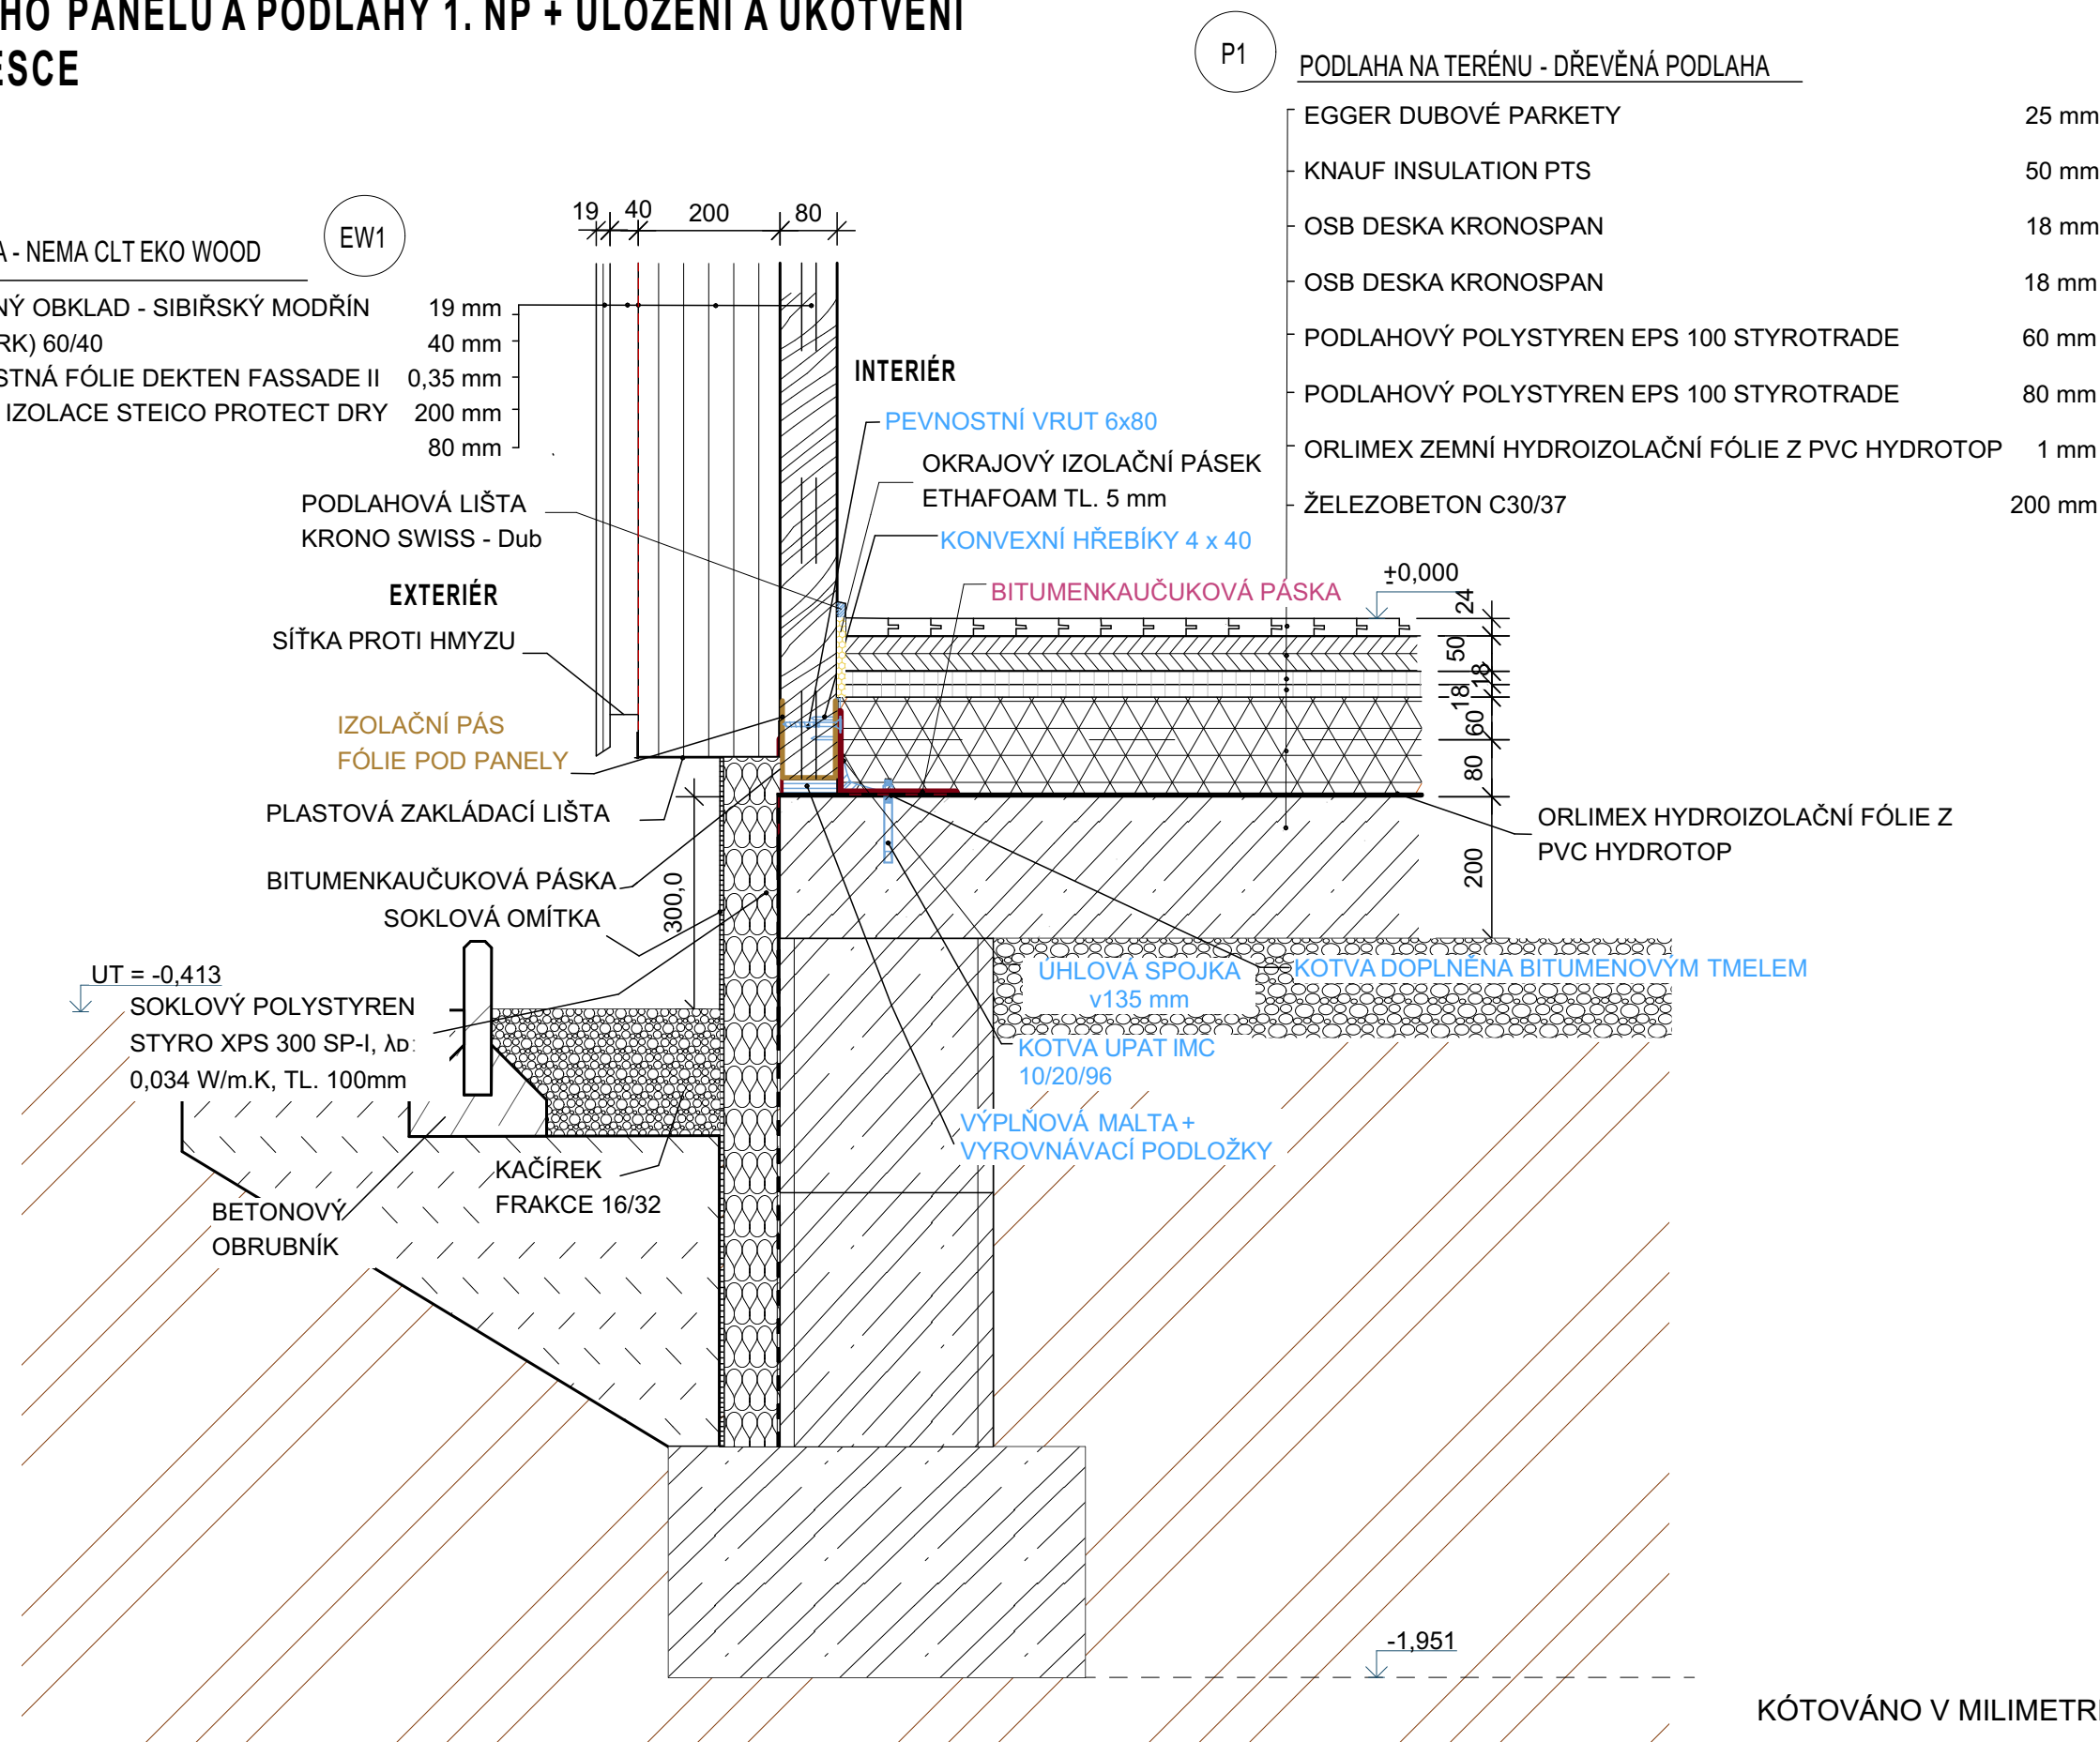 HO PANELU A PODLAHY 1. NP + ULOŽENÍ A UKOTVENÍ
ESCE
P1
PODLAHA NA TERÉNU - DŘEVĚNÁ PODLAHA
EGGER DUBOVÉ PARKETY 25 mm
KNAUF INSULATION PTS 50 mm
OSB DESKA KRONOSPAN 18 mm
OSB DESKA KRONOSPAN 18 mm
PODLAHOVÝ POLYSTYREN EPS 100 STYROTRADE 60 mm
PODLAHOVÝ POLYSTYREN EPS 100 STYROTRADE 80 mm
ORLIMEX ZEMNÍ HYDROIZOLAČNÍ FÓLIE Z PVC HYDROTOP 1 mm
ŽELEZOBETON C30/37 200 mm
A - NEMA CLT EKO WOOD
EW1
NÝ OBKLAD - SIBIŘSKÝ MODŘÍN 19 mm
RK) 60/40 40 mm
STNÁ FÓLIE DEKTEN FASSADE II 0,35 mm
IZOLACE STEICO PROTECT DRY 200 mm
80 mm
19 40 200 80
INTERIÉR
PEVNOSTNÍ VRUT 6x80
OKRAJOVÝ IZOLAČNÍ PÁSEK
ETHAFOAM TL. 5 mm
KONVEXNÍ HŘEBÍKY 4 x 40
BITUMENKAUČUKOVÁ PÁSKA
PODLAHOVÁ LIŠTA
KRONO SWISS - Dub
EXTERIÉR
SÍŤKA PROTI HMYZU
IZOLAČNÍ PÁS
FÓLIE POD PANELY
PLASTOVÁ ZAKLÁDACÍ LIŠTA
BITUMENKAUČUKOVÁ PÁSKA
SOKLOVÁ OMÍTKA
300,0
±0,000
24
50
18
18
60
80
200
ORLIMEX HYDROIZOLAČNÍ FÓLIE Z
PVC HYDROTOP
UT = -0,413
SOKLOVÝ POLYSTYREN
STYRO XPS 300 SP-I, λD:
0,034 W/m.K, TL. 100mm
ÚHLOVÁ SPOJKA
v135 mm
KOTVA DOPLNĚNA BITUMENOVÝM TMELEM
KOTVA UPAT IMC
10/20/96
VÝPLŇOVÁ MALTA +
VYROVNÁVACÍ PODLOŽKY
KAČÍREK
FRAKCE 16/32
BETONOVÝ
OBRUBNÍK
-1,951
KÓTOVÁNO V MILIMETR